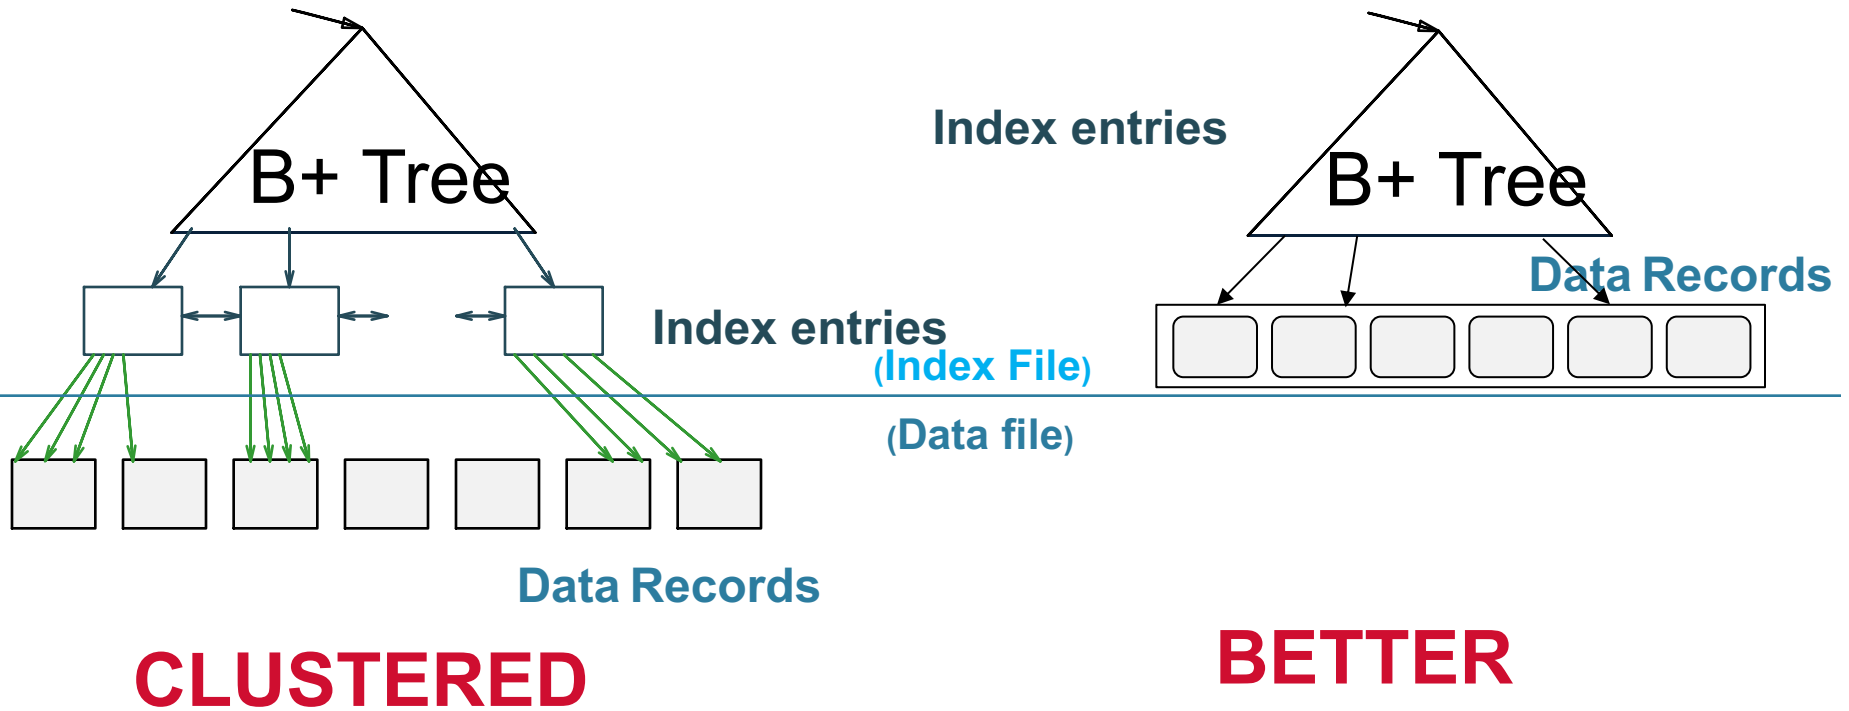 B+ Tree
Index entries
(Index File)
(Data file)
Data Records
CLUSTERED
Index entries
B+ Tree
Data Records
BETTER